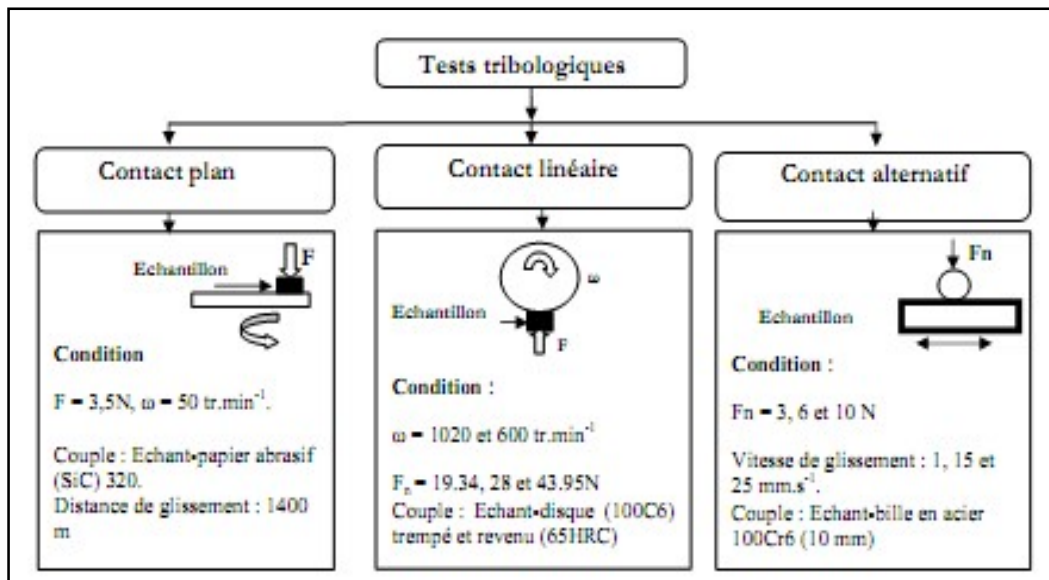 Tests tribologiques
Contact plan
Contact linéaire
Contact alternatif
F
Echantillon
Condition
F = 3,5N, ω = 50 tr.min⁻¹.
Couple : Echant-papier abrasif
(SiC) 320.
Distance de glissement : 1400
m
ω
Echantillon
F
Condition :
ω = 1020 et 600 tr.min⁻¹
Fn = 19.34, 28 et 43.95N
Couple : Echant-disque (100C6)
trempé et revenu (65HRC)
Fn
Echantillon
Condition :
Fn = 3, 6 et 10 N
Vitesse de glissement : 1, 15 et
25 mm.s⁻¹.
Couple : Echant-bille en acier
100Cr6 (10 mm)